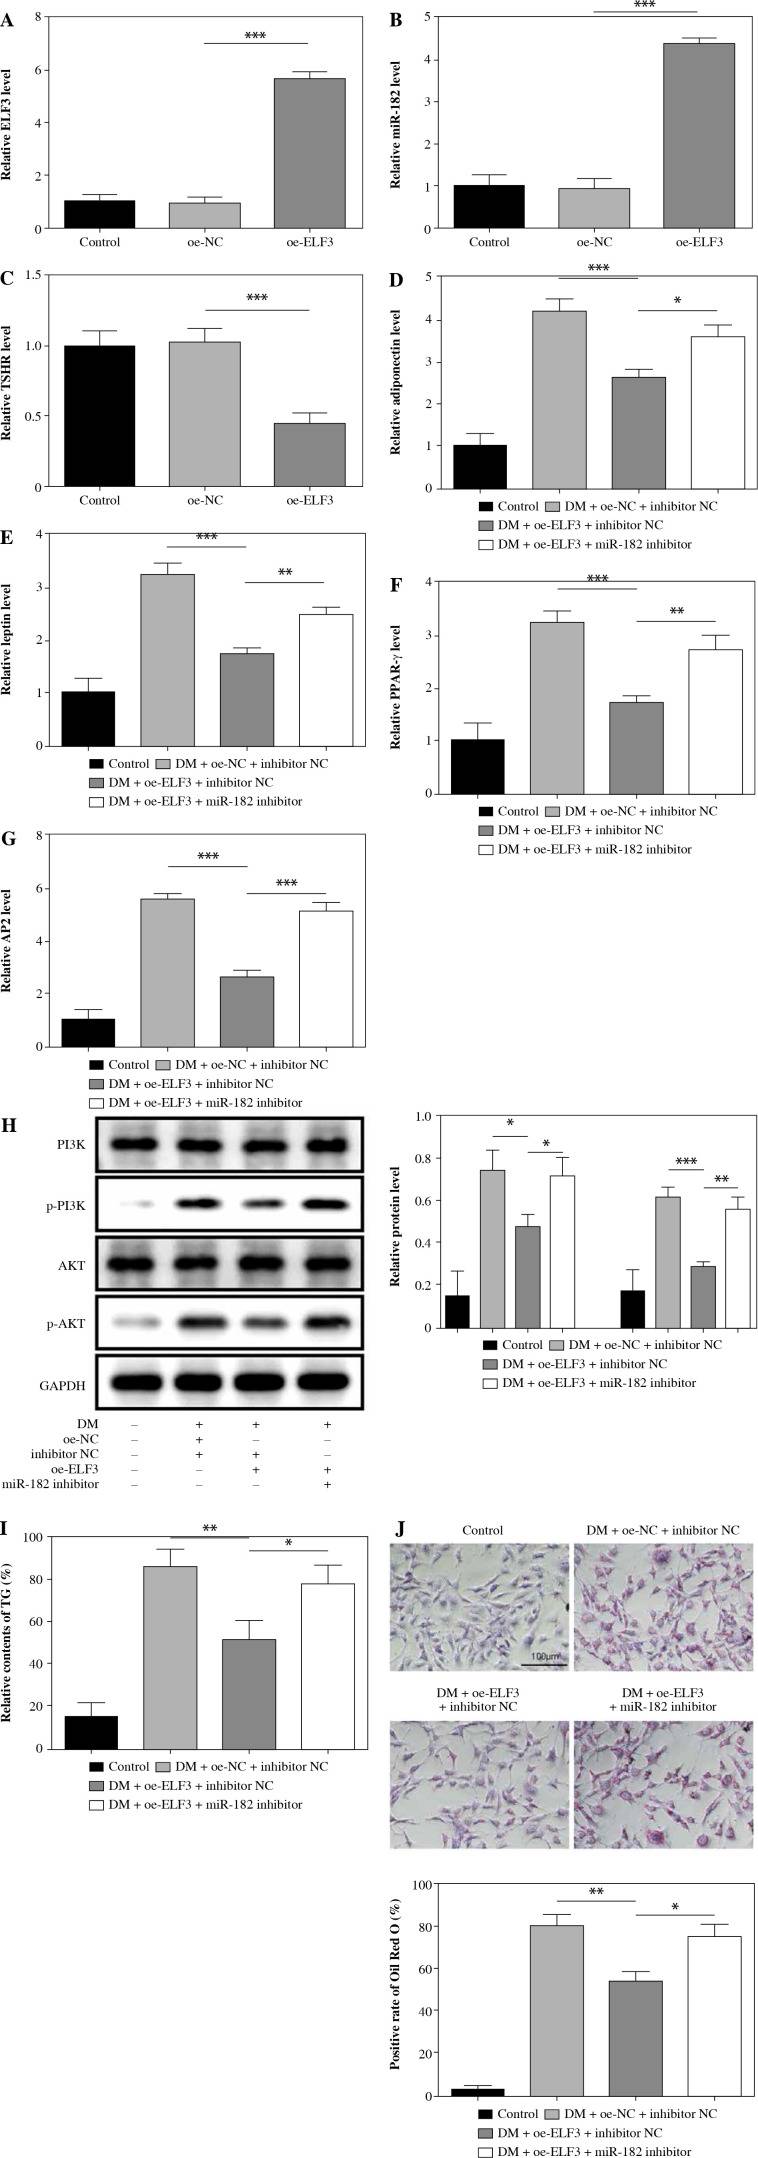 A
Relative ELF3 level
8
6
4
2
0
***
Control
oe-NC
oe-ELF3
B
Relative miR-182 level
5
4
3
2
1
0
***
Control
oe-NC
oe-ELF3
C
Relative TSHR level
1.5
1.0
0.5
0
***
Control
oe-NC
oe-ELF3
D
Relative adiponectin level
5
4
3
2
1
0
***
*
Control
DM + oe-NC + inhibitor NC
DM + oe-ELF3 + inhibitor NC
DM + oe-ELF3 + miR-182 inhibitor
E
Relative leptin level
4
3
2
1
0
***
**
Control
DM + oe-NC + inhibitor NC
DM + oe-ELF3 + inhibitor NC
DM + oe-ELF3 + miR-182 inhibitor
F
Relative PPAR-γ level
4
3
2
1
0
***
**
Control
DM + oe-NC + inhibitor NC
DM + oe-ELF3 + inhibitor NC
DM + oe-ELF3 + miR-182 inhibitor
G
Relative AP2 level
8
6
4
2
0
***
***
Control
DM + oe-NC + inhibitor NC
DM + oe-ELF3 + inhibitor NC
DM + oe-ELF3 + miR-182 inhibitor
H
PI3K
p-PI3K
AKT
p-AKT
GAPDH
DM – + + +
oe-NC – + – –
inhibitor NC – + + –
oe-ELF3 – – + +
miR-182 inhibitor – – – +
Relative protein level
1.0
0.8
0.6
0.4
0.2
0
*
*
***
**
Control
DM + oe-NC + inhibitor NC
DM + oe-ELF3 + inhibitor NC
DM + oe-ELF3 + miR-182 inhibitor
I
Relative contents of TG (%)
100
80
60
40
20
0
**
*
Control
DM + oe-NC + inhibitor NC
DM + oe-ELF3 + inhibitor NC
DM + oe-ELF3 + miR-182 inhibitor
J
Control
DM + oe-NC + inhibitor NC
100μm
DM + oe-ELF3
+ inhibitor NC
DM + oe-ELF3
+ miR-182 inhibitor
Positive rate of Oil Red O (%)
100
80
60
40
20
0
**
*
Control
DM + oe-NC + inhibitor NC
DM + oe-ELF3 + inhibitor NC
DM + oe-ELF3 + miR-182 inhibitor